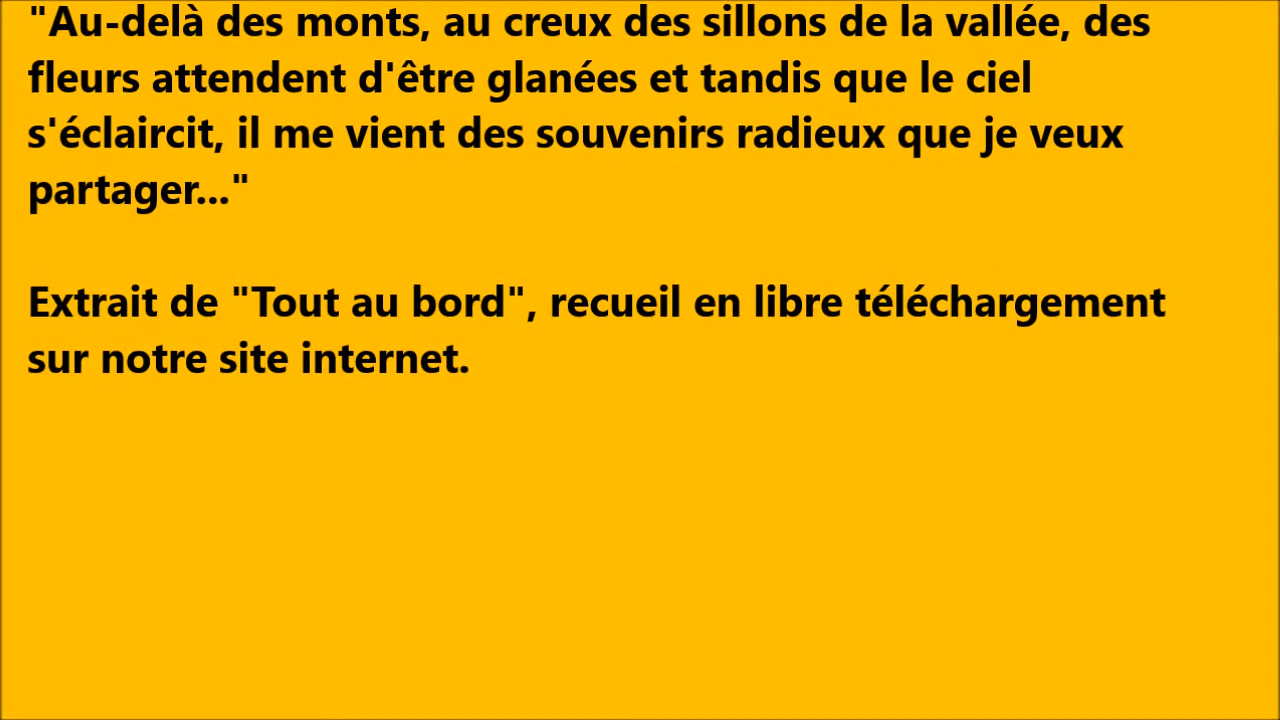 "Au-delà des monts, au creux des sillons de la vallée, des
fleurs attendent d'être glanées et tandis que le ciel
s'éclaircit, il me vient des souvenirs radieux que je veux
partager..."
Extrait de "Tout au bord", recueil en libre téléchargement
sur notre site internet.